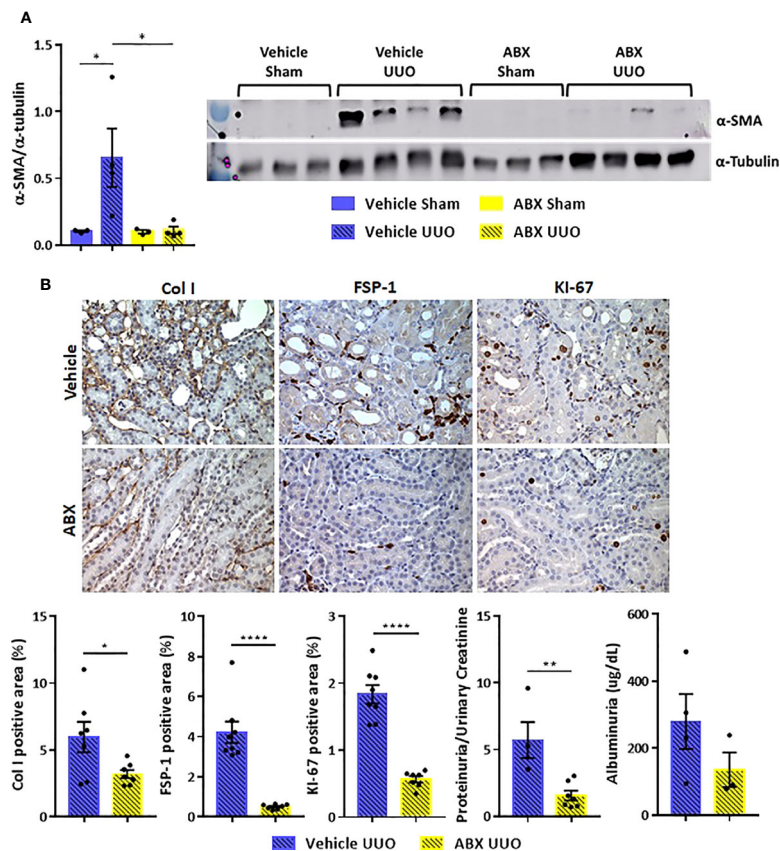 A
α-SMA/α-tubulin
1.5
1.0
0.5
0.0
*
*
Vehicle Sham
Vehicle UUO
ABX Sham
ABX UUO
α-SMA
α-Tubulin
Vehicle Sham
ABX Sham
Vehicle UUO
ABX UUO
B
Col I
FSP-1
KI-67
Vehicle
ABX
Col I positive area (%)
15
10
5
0
*
FSP-1 positive area (%)
10
8
6
4
2
0
****
KI-67 positive area (%)
3
2
1
0
****
Proteinuria/Urinary Creatinine
15
10
5
0
**
Albuminuria (ug/dL)
600
400
200
0
Vehicle UUO
ABX UUO